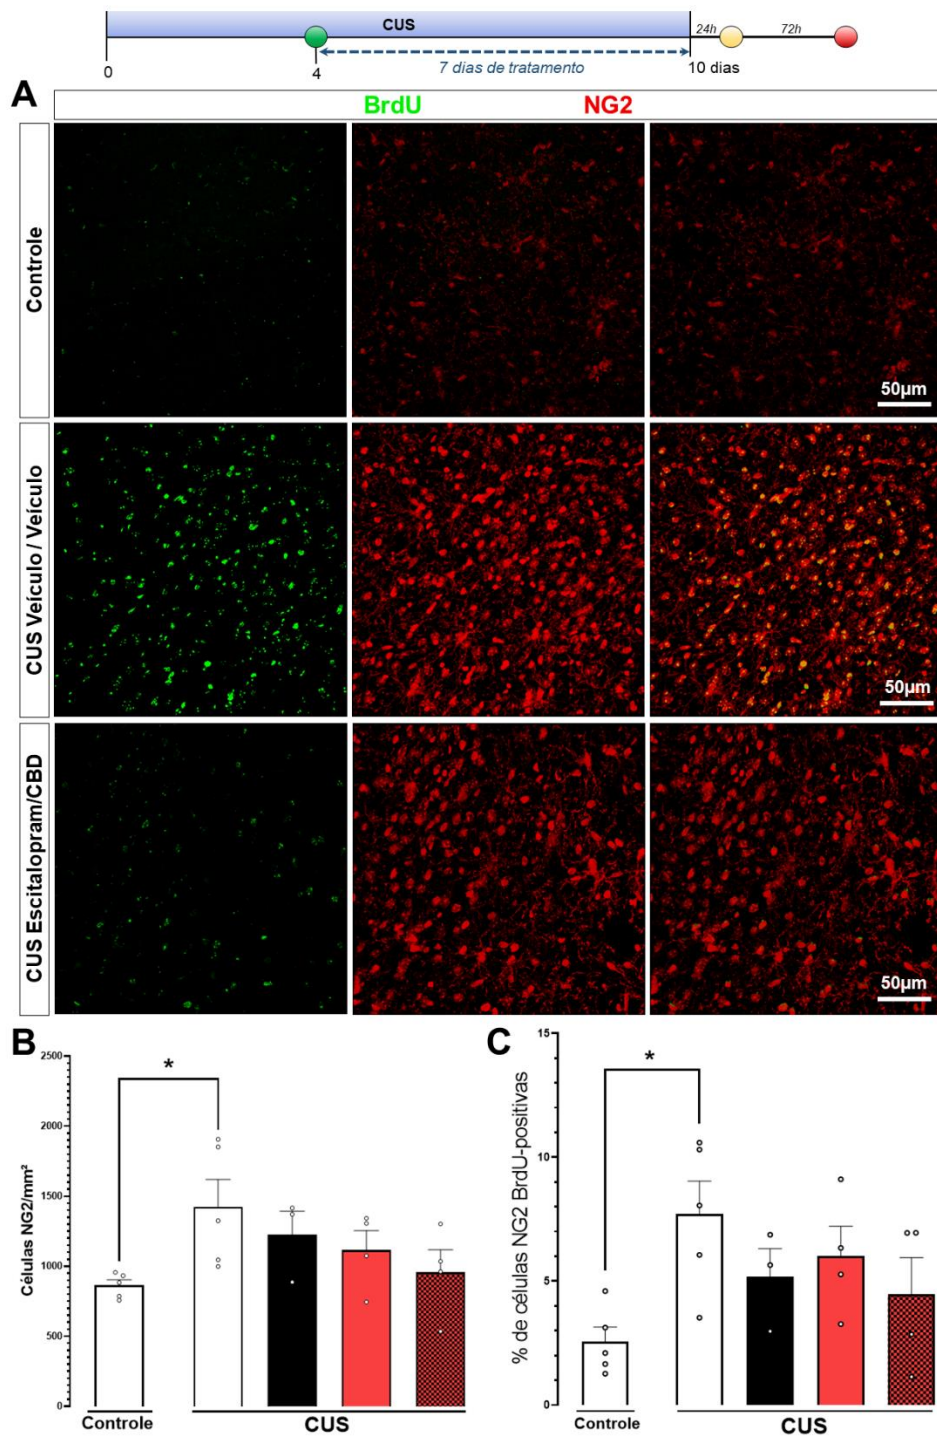 CUS
24h
72h
0
4
7 dias de tratamento
10 dias
A
BrdU
NG2
Controle
50µm
CUS Veículo / Veículo
50µm
CUS Escitalopram/CBD
50µm
B
2500
2000
1500
1000
500
0
Células NG2/mm²
*
Controle
CUS
C
15
10
5
0
% de células NG2 BrdU-positivas
*
Controle
CUS